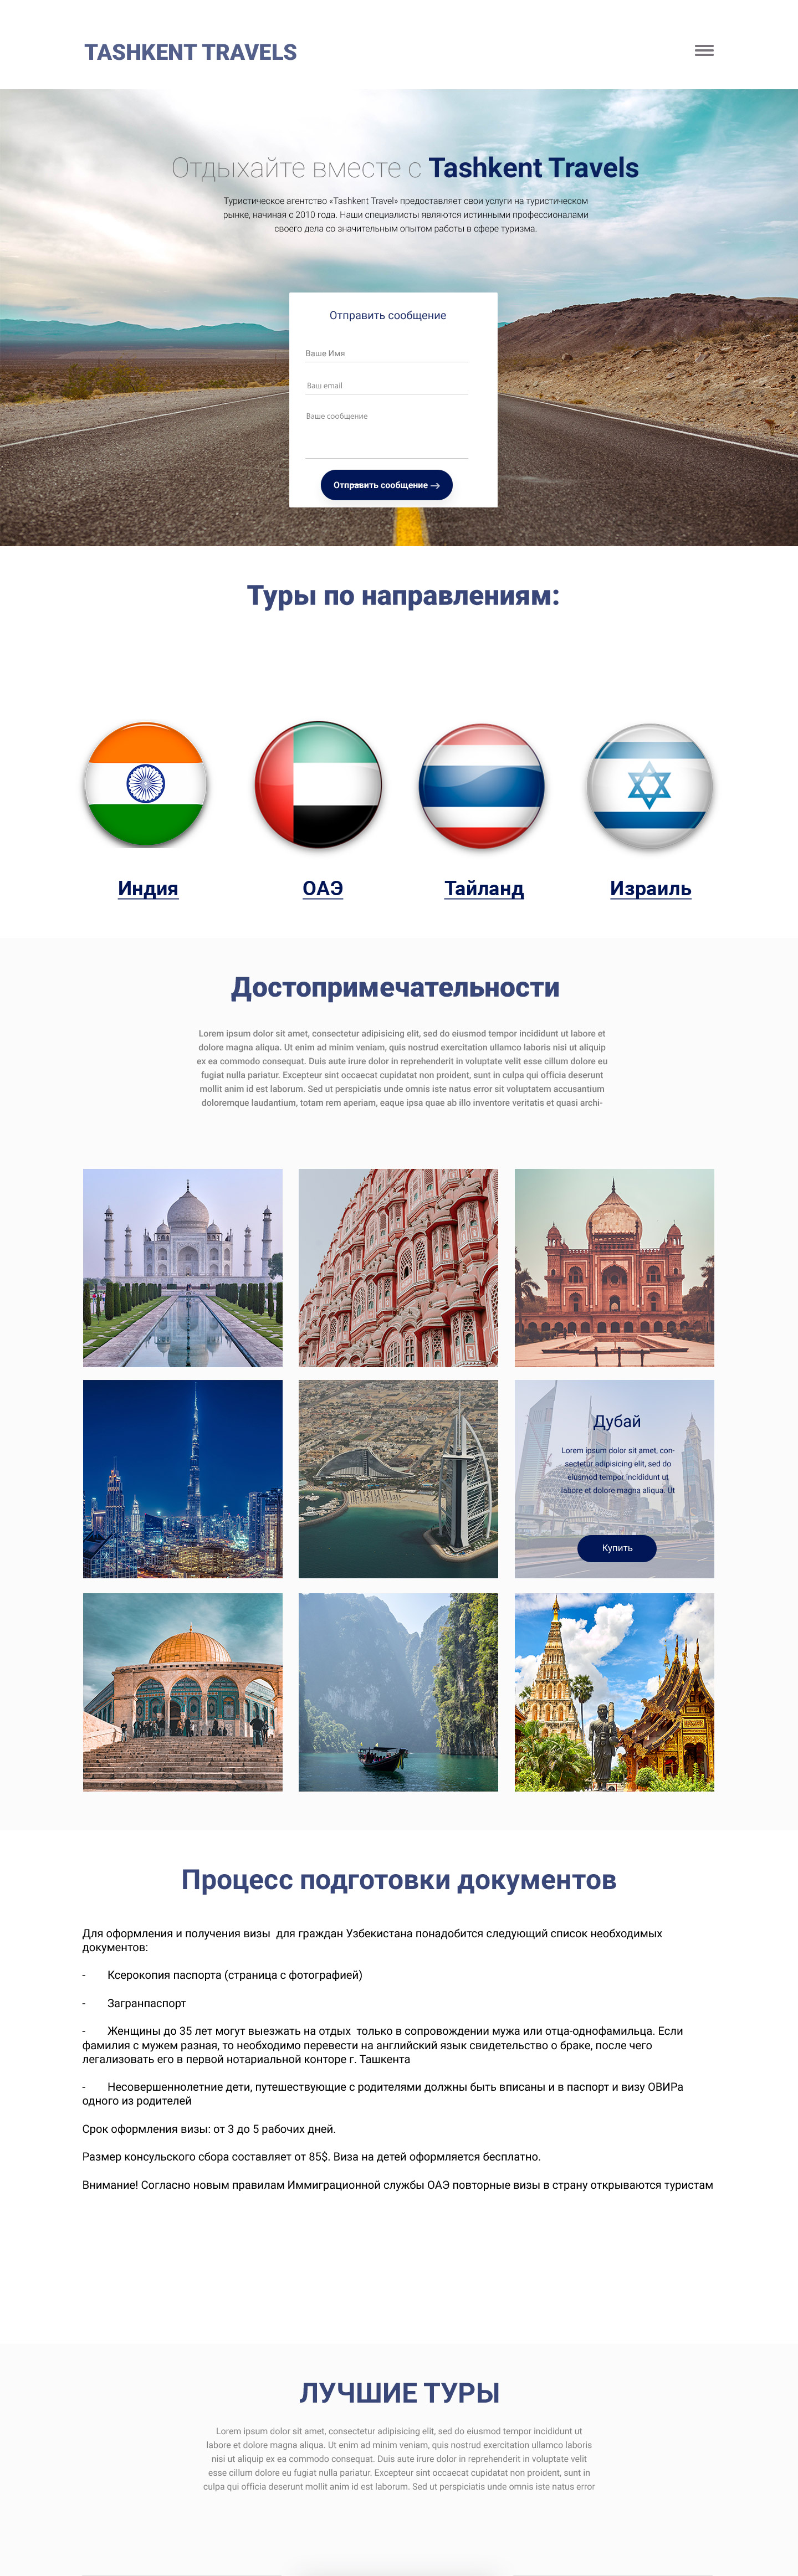 TASHKENT TRAVELS
Отдыхайте вместе с Tashkent Travels
Туристическое агентство «Tashkent Travel» предоставляет свои услуги на туристическом
рынке, начиная с 2010 года. Наши специалисты являются истинными профессионалами
своего дела со значительным опытом работы в сфере туризма.
Отправить сообщение
Ваше Имя
Ваш email
Ваше сообщение
Отправить сообщение →
Туры по направлениям:
Индия
ОАЭ
Тайланд
Израиль
Достопримечательности
Lorem ipsum dolor sit amet, consectetur adipisicing elit, sed do eiusmod tempor incididunt ut labore et
dolore magna aliqua. Ut enim ad minim veniam, quis nostrud exercitation ullamco laboris nisi ut aliquip
ex ea commodo consequat. Duis aute irure dolor in reprehenderit in voluptate velit esse cillum dolore eu
fugiat nulla pariatur. Excepteur sint occaecat cupidatat non proident, sunt in culpa qui officia deserunt
mollit anim id est laborum. Sed ut perspiciatis unde omnis iste natus error sit voluptatem accusantium
doloremque laudantium, totam rem aperiam, eaque ipsa quae ab illo inventore veritatis et quasi archi-
Дубай
Lorem ipsum dolor sit amet, con-
sectetur adipisicing elit, sed do
eiusmod tempor incididunt ut
labore et dolore magna aliqua. Ut
Купить
Процесс подготовки документов
Для оформления и получения визы  для граждан Узбекистана понадобится следующий список необходимых
документов:
- Ксерокопия паспорта (страница с фотографией)
- Загранпаспорт
- Женщины до 35 лет могут выезжать на отдых  только в сопровождении мужа или отца-однофамильца. Если
фамилия с мужем разная, то необходимо перевести на английский язык свидетельство о браке, после чего
легализовать его в первой нотариальной конторе г. Ташкента
- Несовершеннолетние дети, путешествующие с родителями должны быть вписаны и в паспорт и визу ОВИРа
одного из родителей
Срок оформления визы: от 3 до 5 рабочих дней.
Размер консульского сбора составляет от 85$. Виза на детей оформляется бесплатно.
Внимание! Согласно новым правилам Иммиграционной службы ОАЭ повторные визы в страну открываются туристам
ЛУЧШИЕ ТУРЫ
Lorem ipsum dolor sit amet, consectetur adipisicing elit, sed do eiusmod tempor incididunt ut
labore et dolore magna aliqua. Ut enim ad minim veniam, quis nostrud exercitation ullamco laboris
nisi ut aliquip ex ea commodo consequat. Duis aute irure dolor in reprehenderit in voluptate velit
esse cillum dolore eu fugiat nulla pariatur. Excepteur sint occaecat cupidatat non proident, sunt in
culpa qui officia deserunt mollit anim id est laborum. Sed ut perspiciatis unde omnis iste natus error